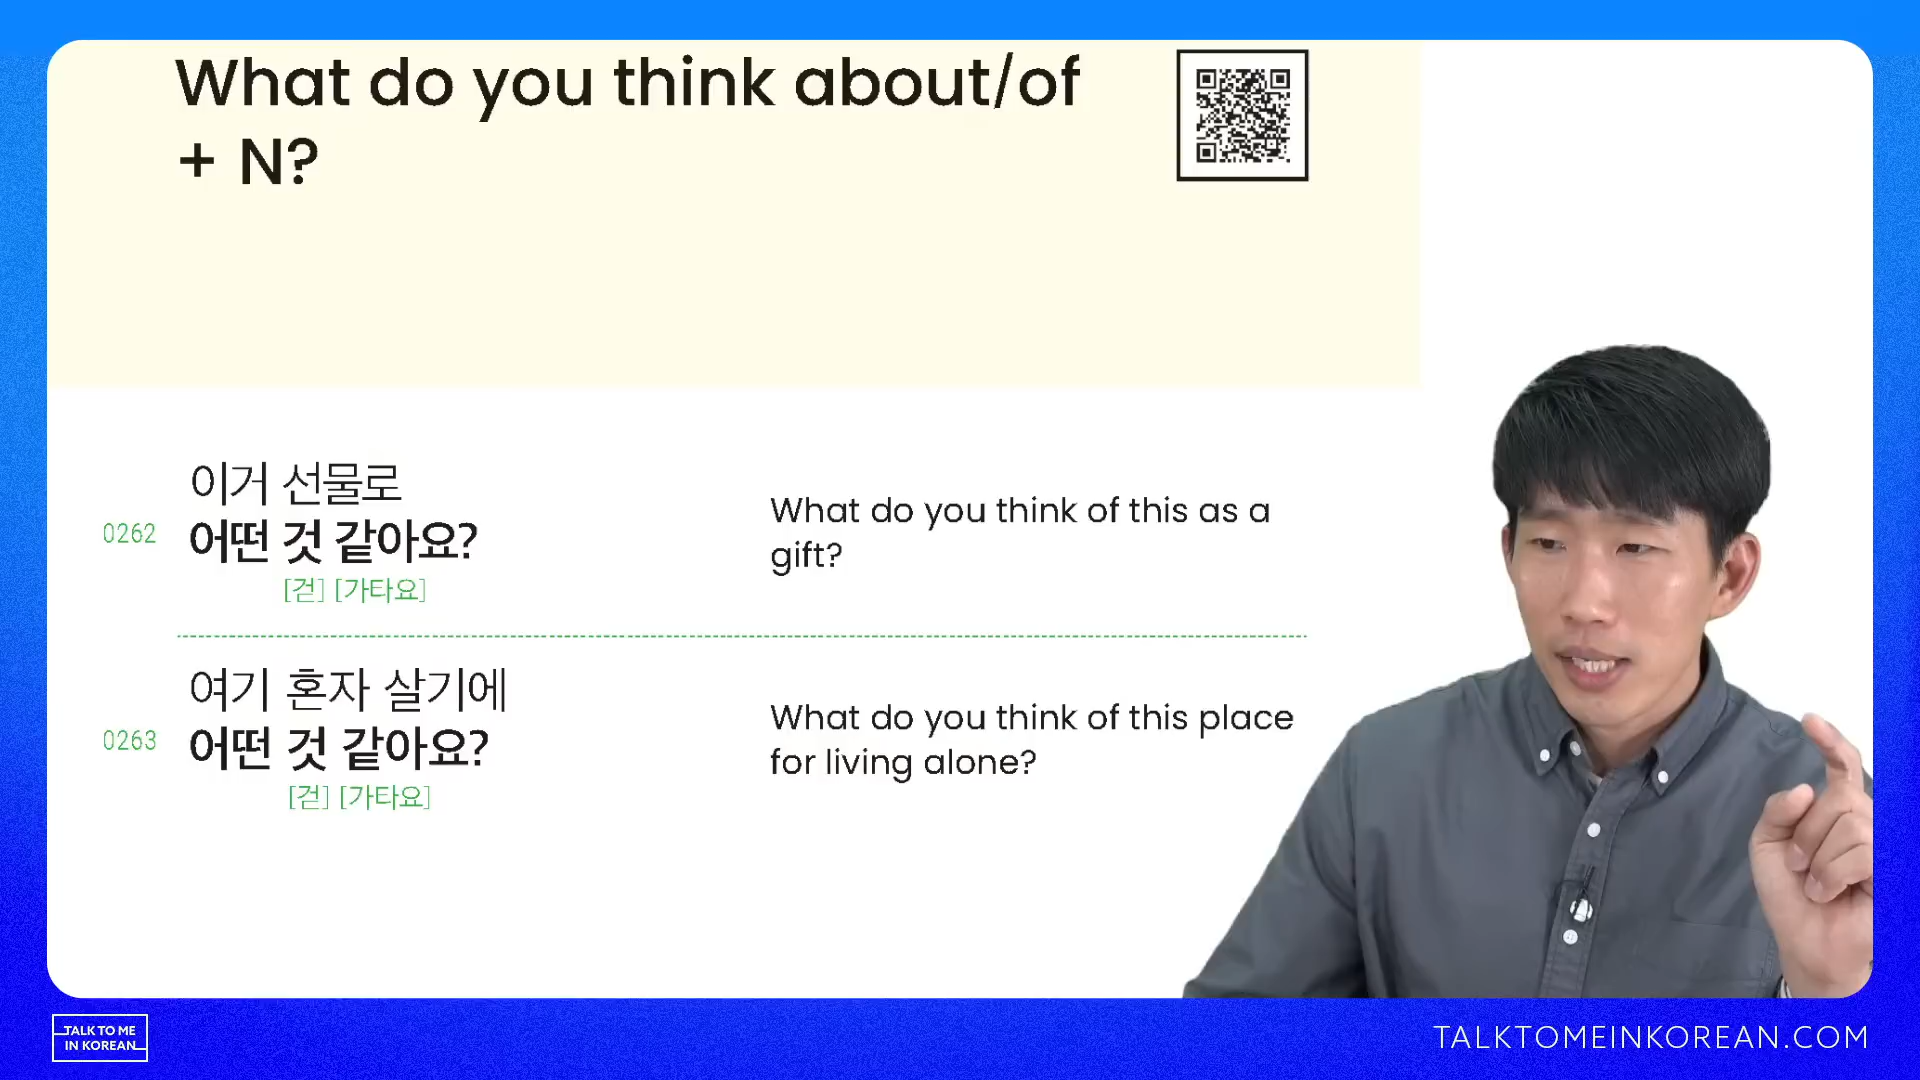 What do you think about/of
+ N?
이거 선물로
0262
어떤 것 같아요?
[걷] [가타요]
What do you think of this as a
gift?
여기 혼자 살기에
0263
어떤 것 같아요?
[걷] [가타요]
What do you think of this place
for living alone?
TALK TO ME
IN KOREAN
TALKTOMEINKOREAN.COM